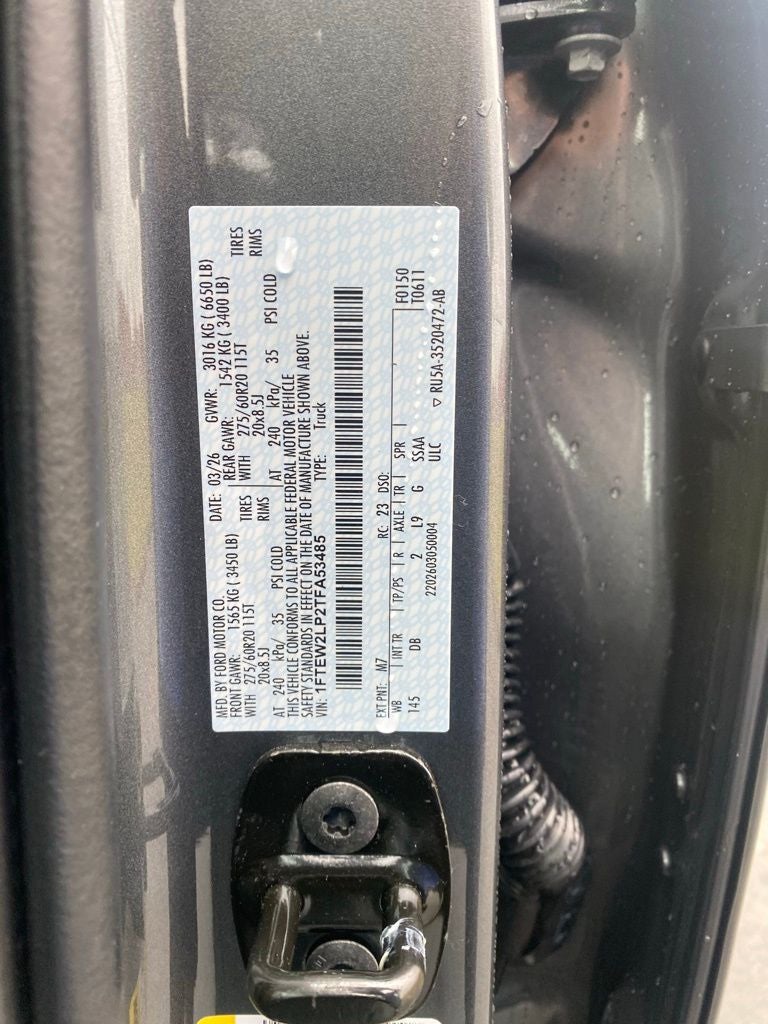 MFD. BY FORD MOTOR CO.
DATE: 03/26 GVWR: 3016 KG ( 6650 LB)
FRONT GAWR: 1565 KG (3450 LB) REAR GAWR: 1542 KG ( 3400 LB)
WITH 275/60R20 115T TIRES WITH 275/60R20 115T TIRES
20x8.5J RIMS 20x8.5J RIMS
AT 240 kPa/ 35 PSI COLD AT 240 kPa/ 35 PSI COLD
THIS VEHICLE CONFORMS TO ALL APPLICABLE FEDERAL MOTOR VEHICLE
SAFETY STANDARDS IN EFFECT ON THE DATE OF MANUFACTURE SHOWN ABOVE.
VIN: 1FTEW2LP2TFA53485 TYPE: Truck
EXT PNT: M7 RC: 23 DSO: F0150
WB INT TR TP/PS R AXLE TR SPR T0611
145 DB 2 L9 G SSAA
2202603050004 ULC ▽ RU5A-3520472-AB